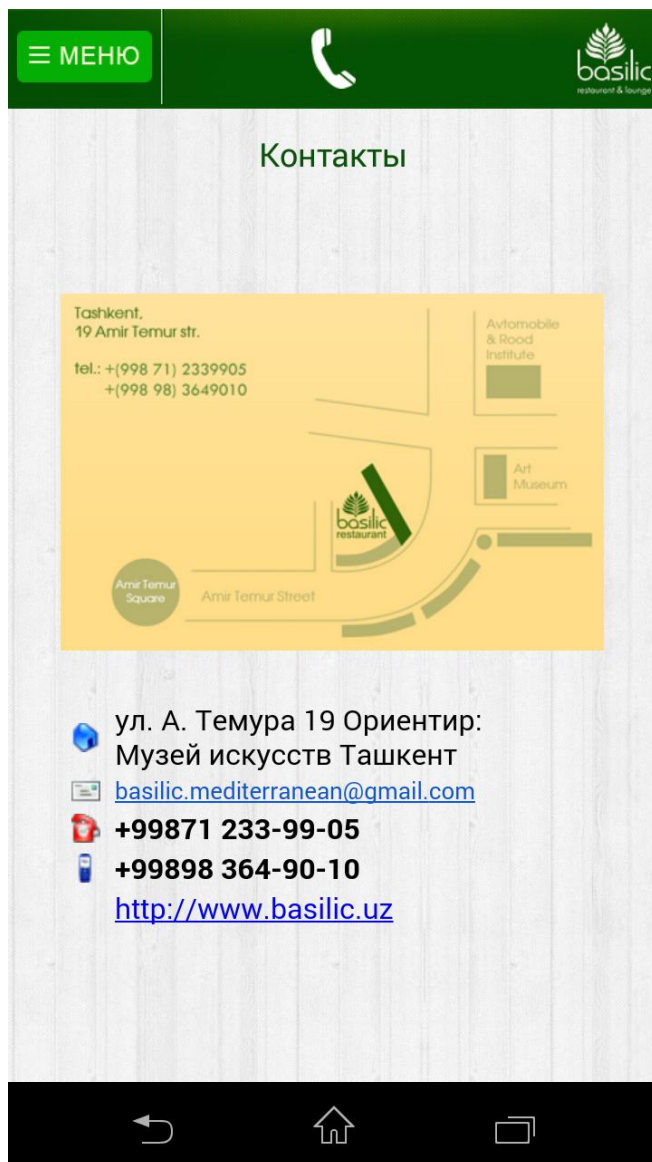 МЕНЮ
basilic
restaurant & lounge
Контакты
Tashkent,
19 Amir Temur str.
tel.: +(998 71) 2339905
+(998 98) 3649010
Avtomobile
& Rood
Institute
Art
Museum
basilic
restaurant
Amir Temur
Square
Amir Temur Street
ул. А. Темура 19 Ориентир:
Музей искусств Ташкент
basilic.mediterranean@gmail.com
+99871 233-99-05
+99898 364-90-10
http://www.basilic.uz